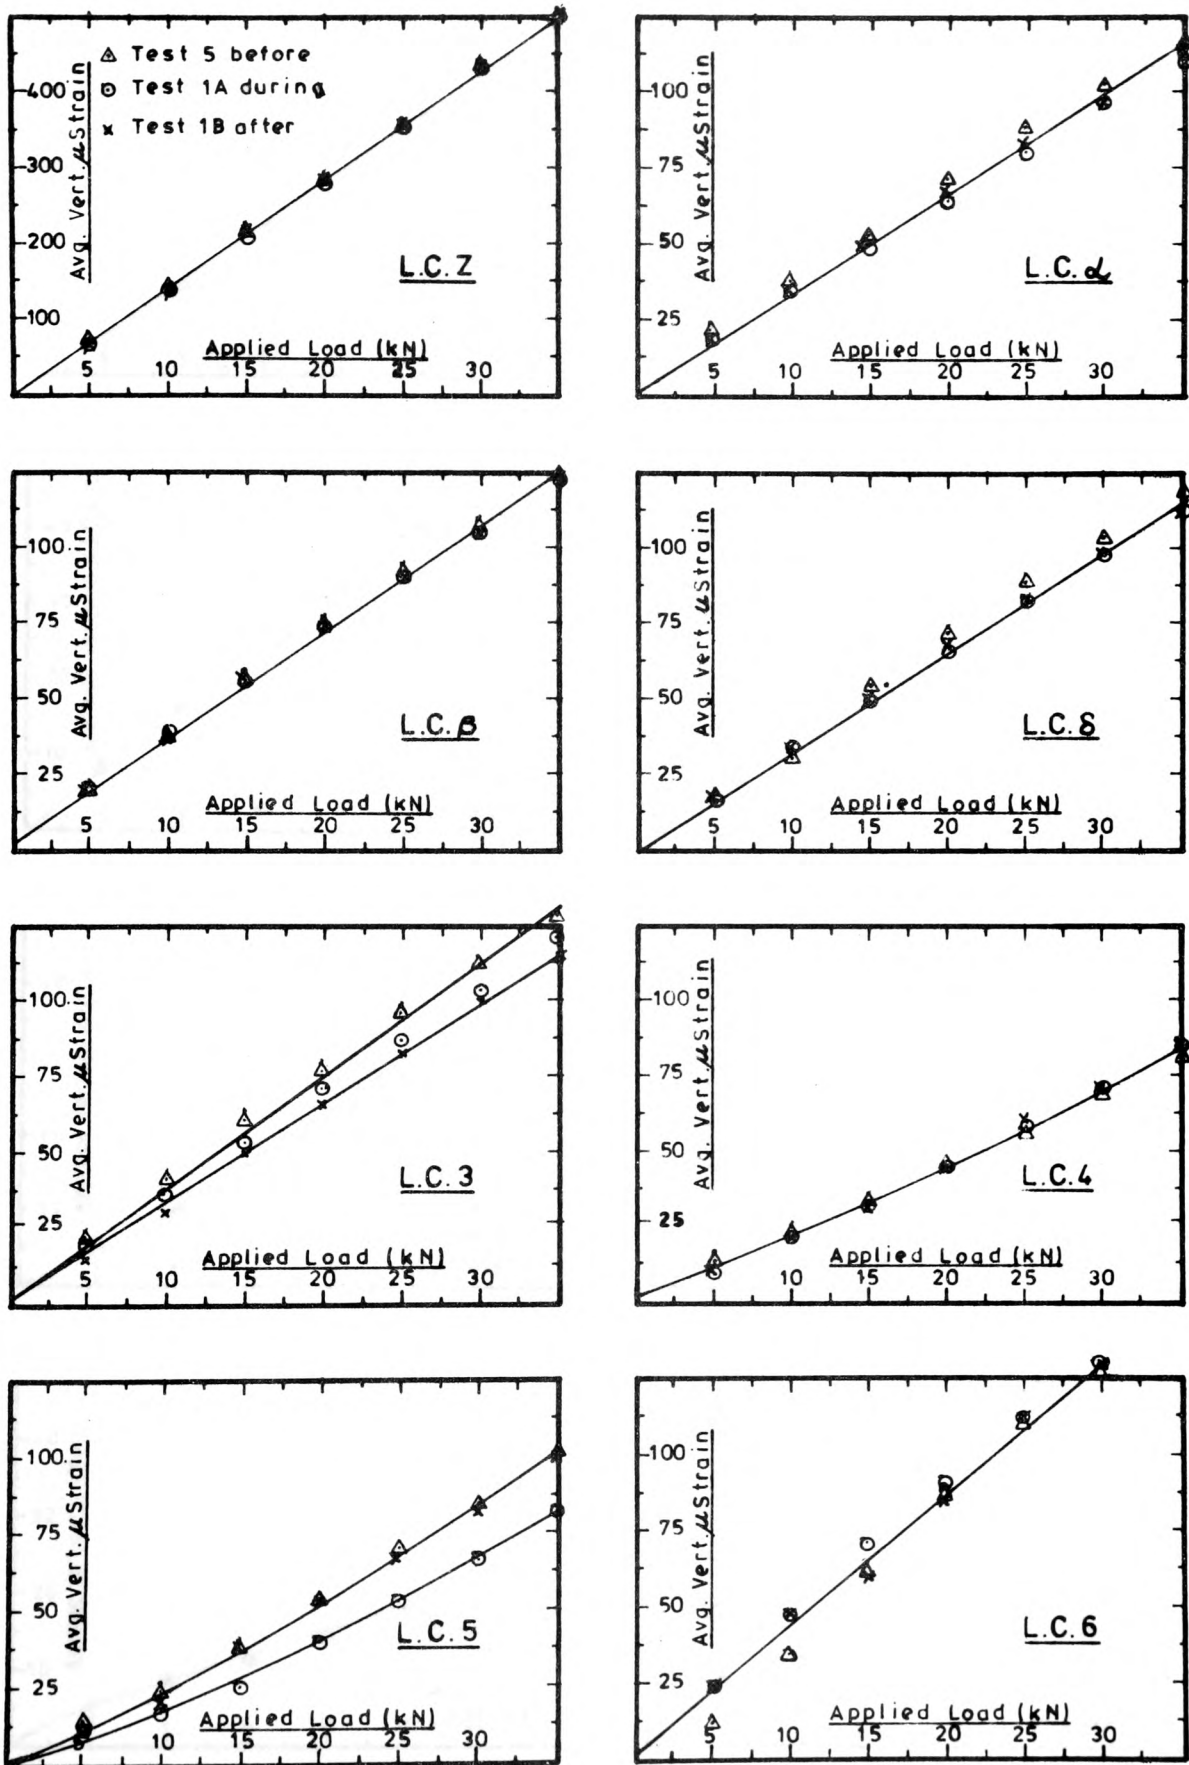 △ Test 5 before
⊙ Test 1A during
× Test 1B after
Avg. Vert. μStrain
400
300
200
100
L.C.Z
Applied Load (kN)
5 10 15 20 25 30
Avg. Vert. μStrain
100
75
50
25
L.C.α
Applied Load (kN)
5 10 15 20 25 30
Avg. Vert. μStrain
100
75
50
25
L.C.β
Applied Load (kN)
5 10 15 20 25 30
Avg. Vert. μStrain
100
75
50
25
L.C.δ
Applied Load (kN)
5 10 15 20 25 30
Avg. Vert. μStrain
100
75
50
25
L.C.3
Applied Load (kN)
5 10 15 20 25 30
Avg. Vert. μStrain
100
75
50
25
L.C.4
Applied Load (kN)
5 10 15 20 25 30
Avg. Vert. μStrain
100
75
50
25
L.C.5
Applied Load (kN)
5 10 15 20 25 30
Avg. Vert. μStrain
100
75
50
25
L.C.6
Applied Load (kN)
5 10 15 20 25 30